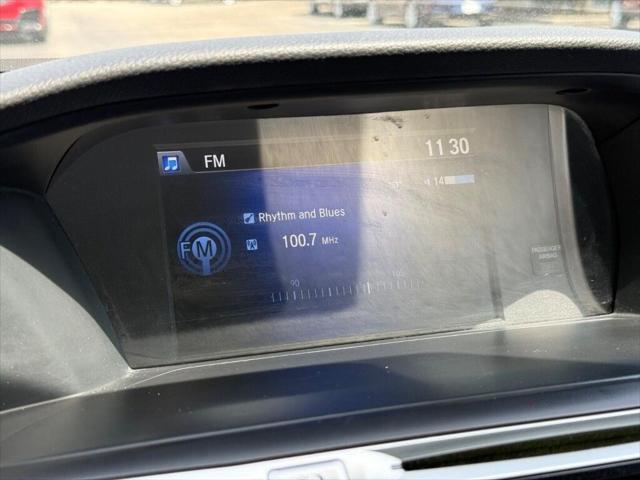 FM
11 30
14
Rhythm and Blues
FM
100.7 MHz
90
100
PASSENGER
AIRBAG